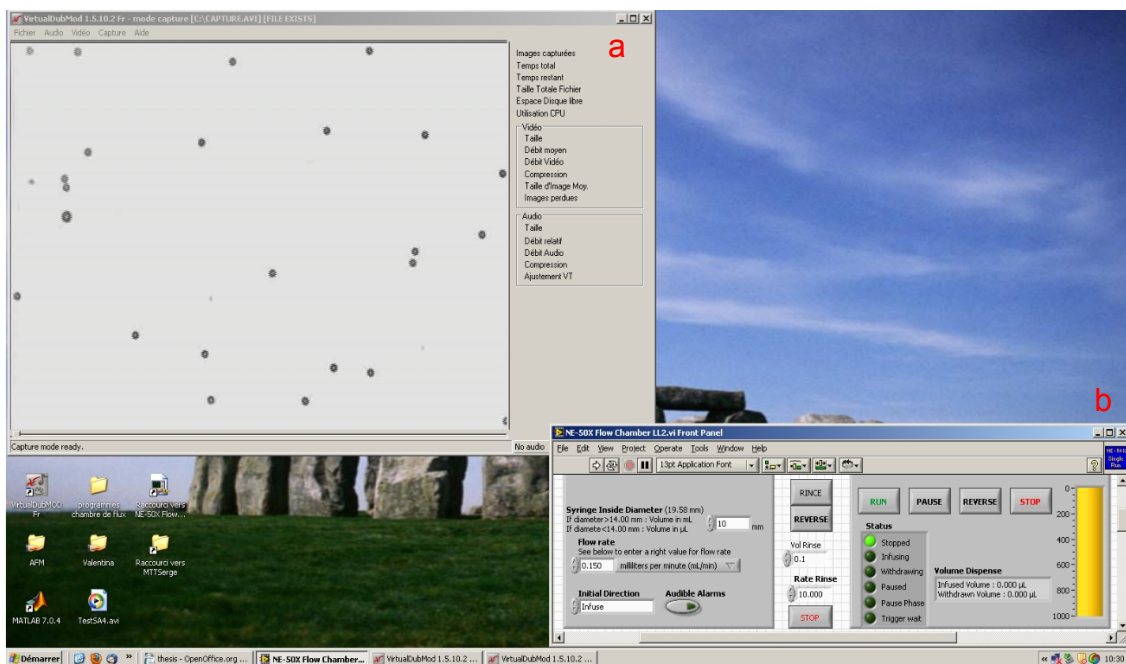 VirtualDubMod 1.5.10.2 Fr - mode capture [C:\CAPTURE.AVI] [FILE EXISTS]
Fichier Audio Vidéo Capture Aide
a
Images capturées
Temps total
Temps restant
Taille Totale Fichier
Espace Disque libre
Utilisation CPU
Vidéo
Taille
Débit moyen
Débit Vidéo
Compression
Taille d'Image Moy.
Images perdues
Audio
Taille
Débit relatif
Débit Audio
Compression
Ajustement VT
Capture mode ready.
No audio
b
VirtualDubMOD
Fr
programmes
chambre de flux
Raccourci vers
NE-50X Flow...
AFM
Valentina
Raccourci vers
MTTSerge
MATLAB 7.0.4
TestSA4.avi
NE-50X Flow Chamber LL2.vi Front Panel
File Edit View Project Operate Tools Window Help
13pt Application Font
NE-50X
Single
Run
Syringe Inside Diameter (19.58 mm)
If diameter>14.00 mm : Volume in mL
If diamete<14.00 mm : Volume in µL
10
mm
Flow rate
See below to enter a right value for flow rate
0.150
milliliters per minute (mL/min)
Initial Direction
Infuse
Audible Alarms
RINCE
REVERSE
Vol Rinse
0.1
Rate Rinse
10.000
STOP
RUN
PAUSE
REVERSE
STOP
Status
Stopped
Infusing
Withdrawing
Paused
Pause Phase
Trigger wait
Volume Dispense
Infused Volume : 0.000 µL
Withdrawn Volume : 0.000 µL
0
200
400
600
800
1000
Démarrer
»
thesis - OpenOffice.org ...
NE-50X Flow Chamber...
VirtualDubMod 1.5.10.2 ...
VirtualDubMod 1.5.10.2 ...
«
10:30